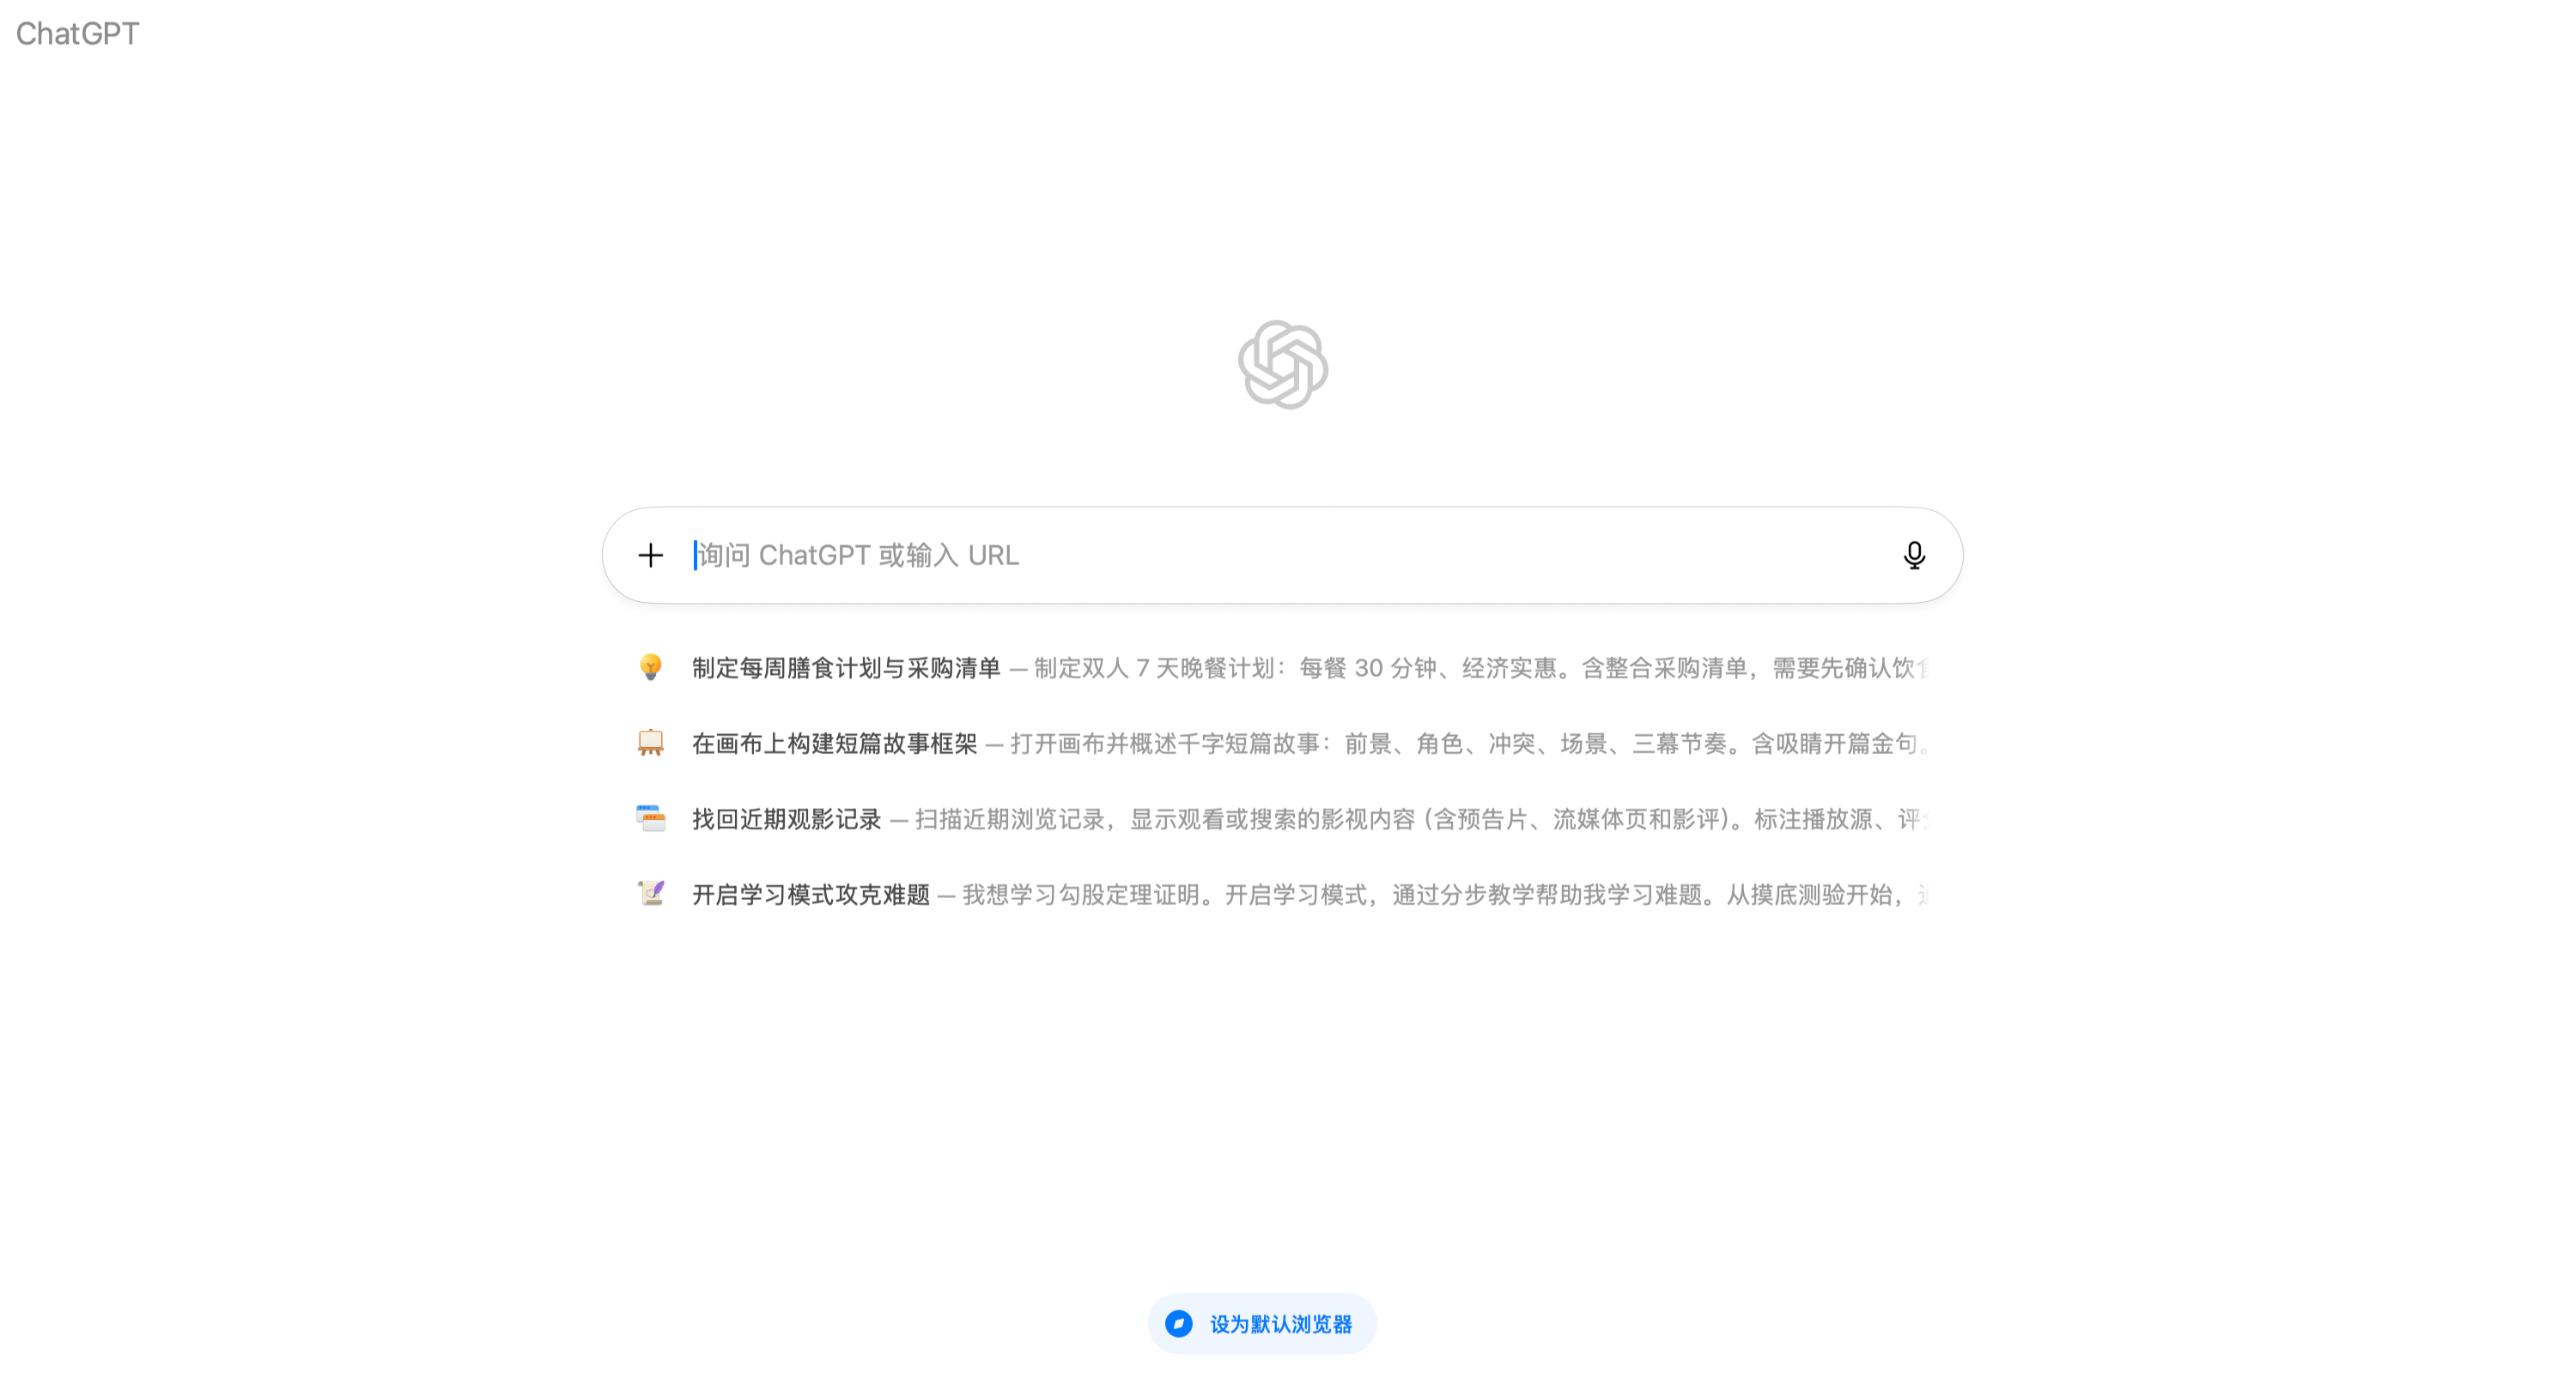 ChatGPT
询问 ChatGPT 或输入 URL
制定每周膳食计划与采购清单 — 制定双人 7 天晚餐计划：每餐 30 分钟、经济实惠。含整合采购清单，需要先确认饮
在画布上构建短篇故事框架 — 打开画布并概述千字短篇故事：前景、角色、冲突、场景、三幕节奏。含吸睛开篇金句。
找回近期观影记录 — 扫描近期浏览记录，显示观看或搜索的影视内容 (含预告片、流媒体页和影评)。标注播放源、评
开启学习模式攻克难题 — 我想学习勾股定理证明。开启学习模式，通过分步教学帮助我学习难题。从摸底测验开始，
设为默认浏览器